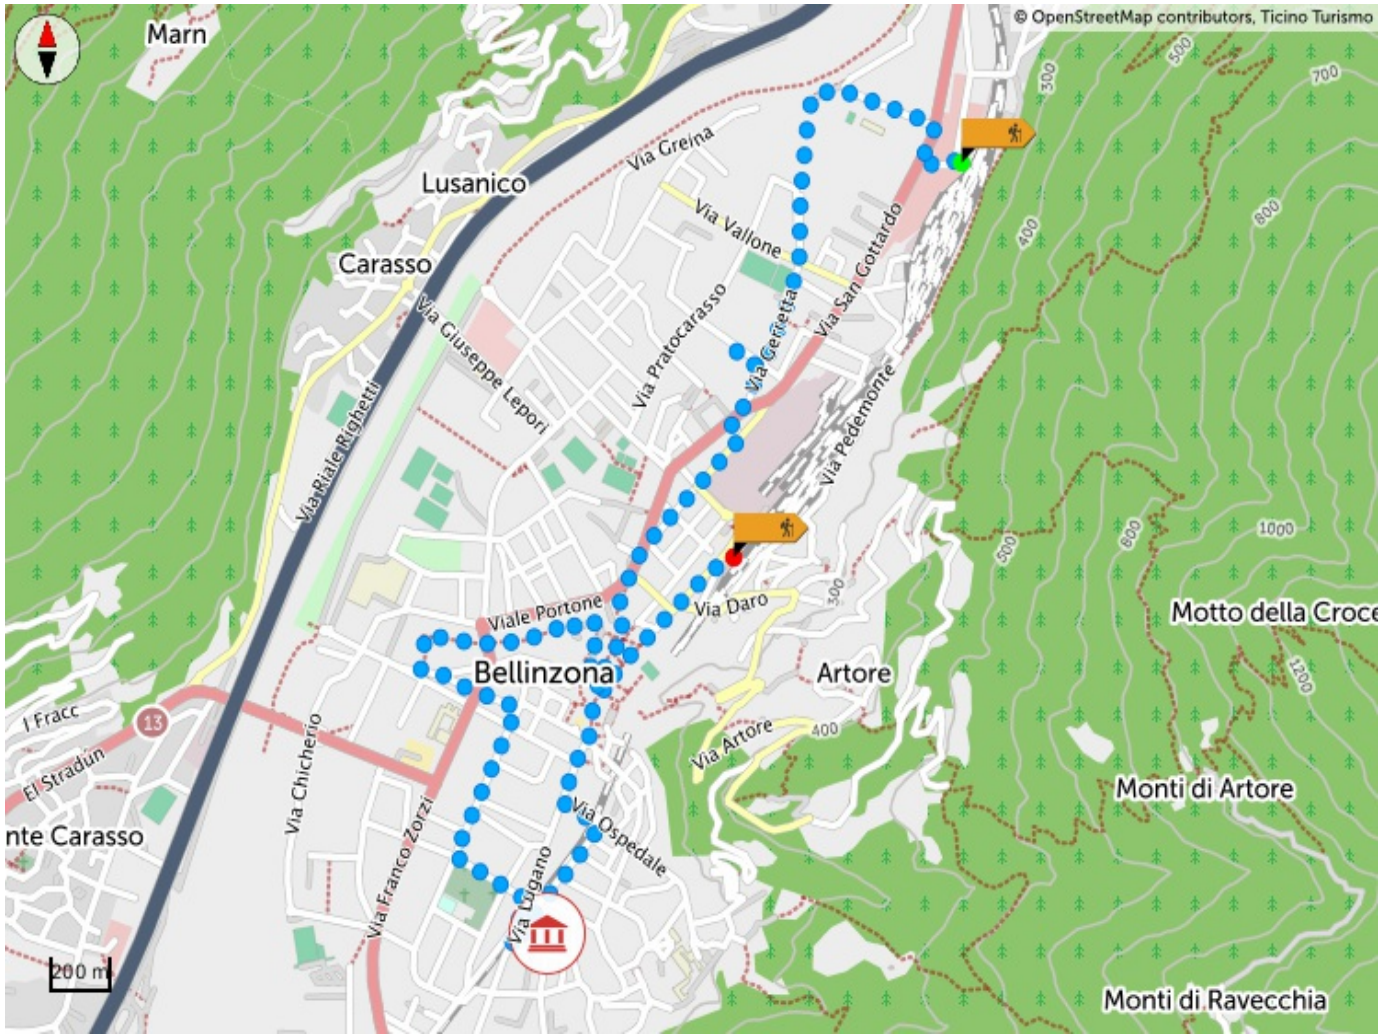 © OpenStreetMap contributors, Ticino Turismo
Marn
500
700
300
Via Greina
Lusanico
Via Vallone
800
400
Via San Gottardo
Carasso
Via Giuseppe Lepori
Via Pratocarasso
Via Gerretta
Via Riale Righetti
Via Pedemonte
500
800
1000
300
Viale Portone
Via Daro
Motto della Croce
Bellinzona
Artore
1200
I Fracc
13
El Stradún
Via Chicherio
Via Artore
400
Monti di Artore
nte Carasso
Via Franco Zorzi
Via Ospedale
Via Lugano
200 m
Monti di Ravecchia